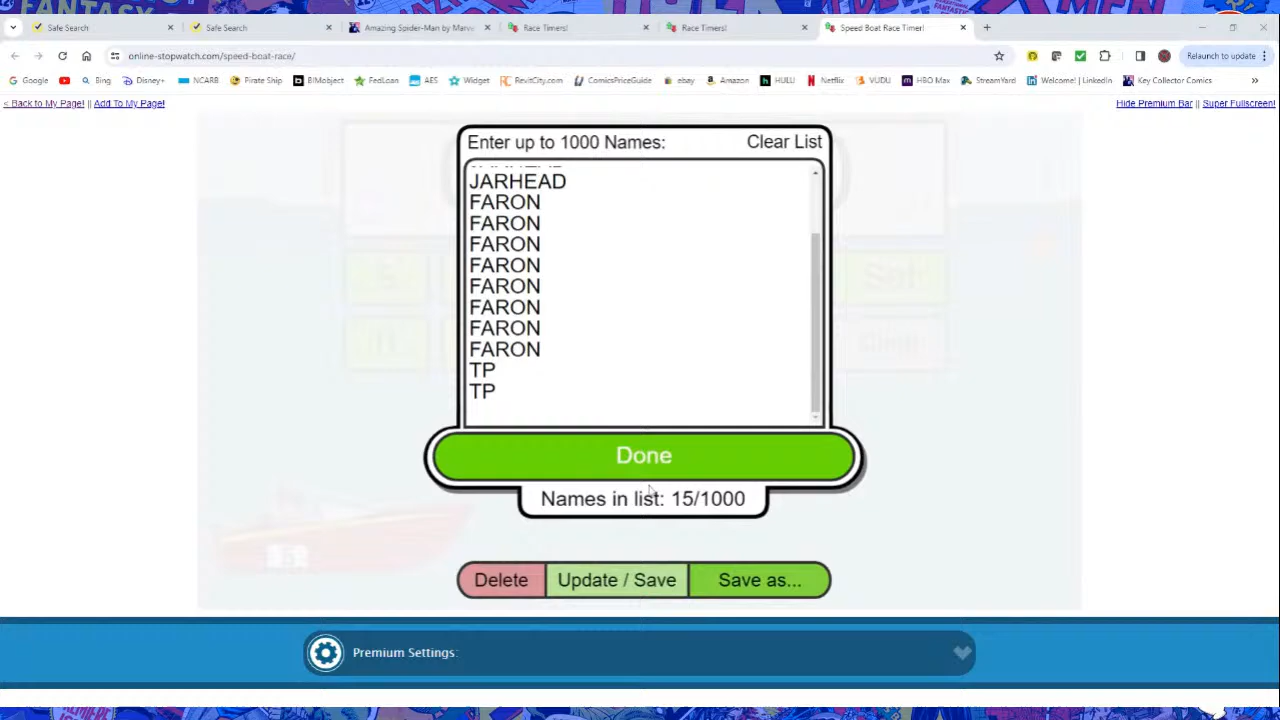 Safe Search
Safe Search
Amazing Spider-Man by Marv
Race Timers!
Race Timers!
Speed Boat Race Timer!
online-stopwatch.com/speed-boat-race/
Relaunch to update
Google
Bing
Disney+
NCARB
Pirate Ship
BIMobject
FedLoan
AES
Widget
RevitCity.com
ComicsPriceGuide
ebay
Amazon
HULU
Netflix
VUDU
HBO Max
StreamYard
Welcome! | LinkedIn
Key Collector Comics
< Back to My Page! || Add To My Page!
Hide Premium Bar || Super Fullscreen!
Enter up to 1000 Names:
Clear List
JARHEAD
FARON
FARON
FARON
FARON
FARON
FARON
FARON
FARON
TP
TP
Done
Names in list: 15/1000
Delete
Update / Save
Save as...
Premium Settings: